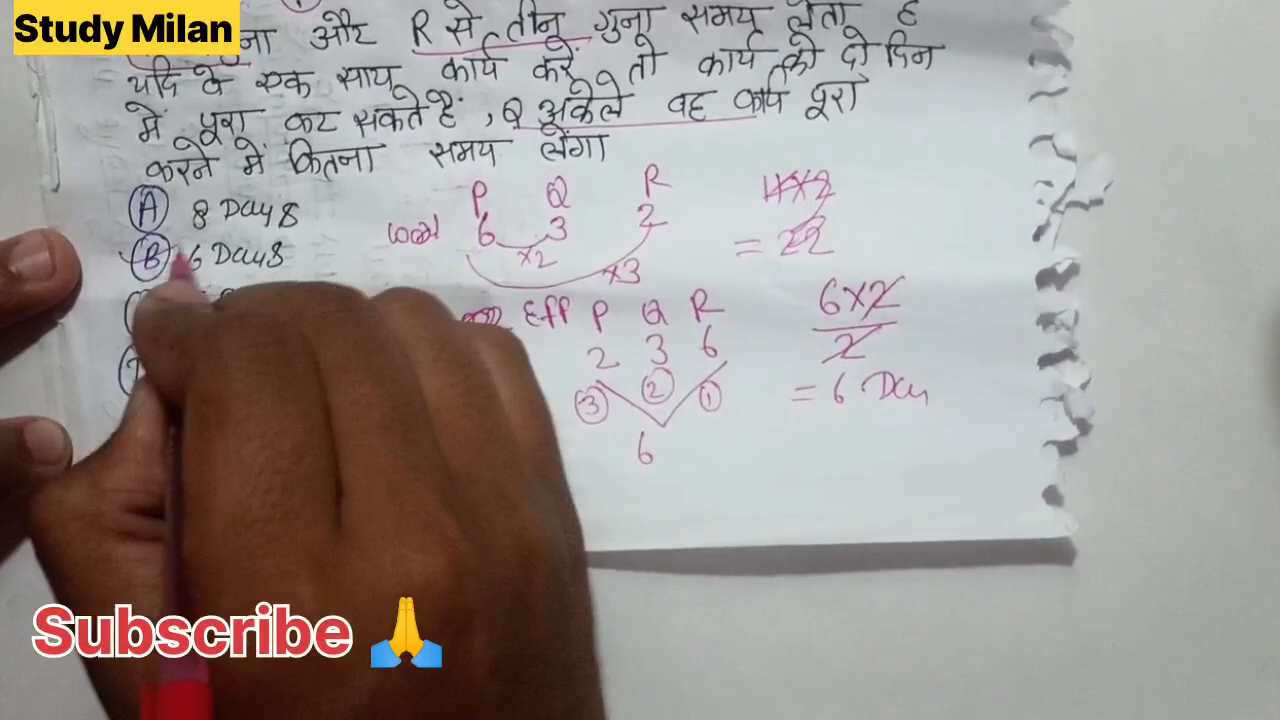 Study Milan
ना और R से तीन गुना समय लेता है
यदि वे एक साथ कार्य करें तो कार्य को दो दिन
में पूरा कर सकते हैं, Q अकेले वह कार्य पूरा
करने में कितना समय लेंगा
(A) 8 Days
(B) 6 Days
P Q R
6 3 2
×2
×3
11×2
= 22
Eff P Q R
2 3 6
(3) (2) (1)
6
6×2
2
= 6 Day
Subscribe 🙏